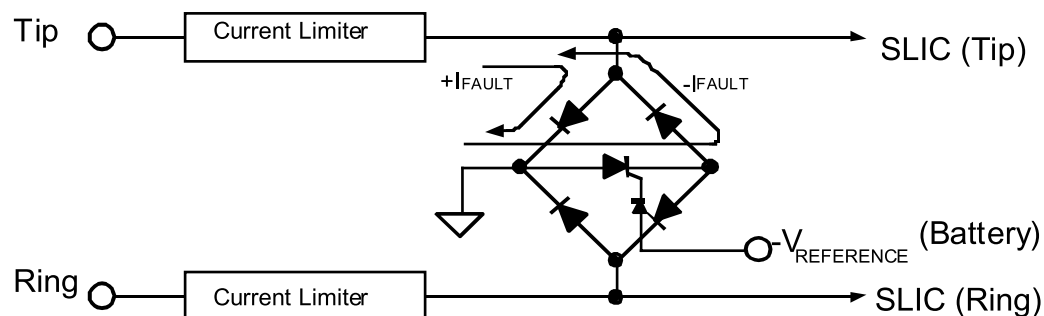 Tip
Current Limiter
SLIC (Tip)
+IFAULT
-IFAULT
-VREFERENCE (Battery)
Ring
Current Limiter
SLIC (Ring)